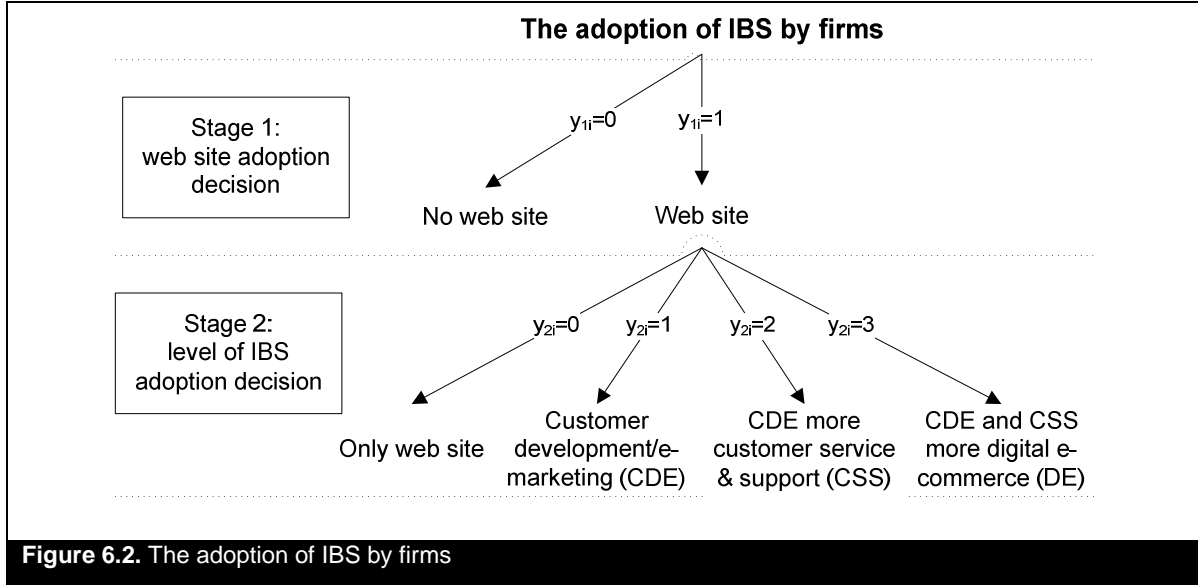 The adoption of IBS by firms
Stage 1:
web site adoption
decision
y1i=0
y1i=1
No web site
Web site
Stage 2:
level of IBS
adoption decision
y2i=0
y2i=1
y2i=2
y2i=3
Only web site
Customer
development/e-
marketing (CDE)
CDE more
customer service
& support (CSS)
CDE and CSS
more digital e-
commerce (DE)
Figure 6.2. The adoption of IBS by firms